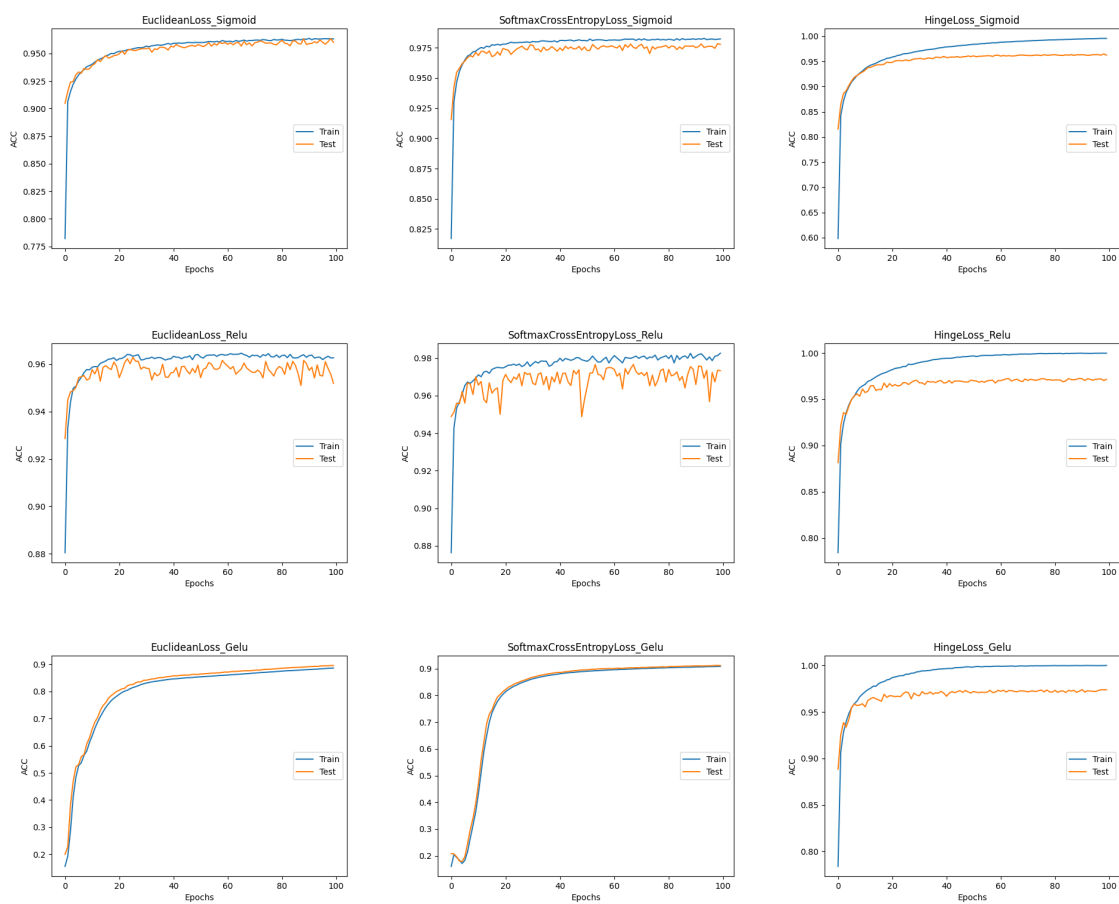 EuclideanLoss_Sigmoid
0.950
0.925
0.900
0.875
0.850
0.825
0.800
0.775
ACC
Train
Test
0 20 40 60 80 100
Epochs
SoftmaxCrossEntropyLoss_Sigmoid
0.975
0.950
0.925
0.900
0.875
0.850
0.825
ACC
Train
Test
0 20 40 60 80 100
Epochs
HingeLoss_Sigmoid
1.00
0.95
0.90
0.85
0.80
0.75
0.70
0.65
0.60
ACC
Train
Test
0 20 40 60 80 100
Epochs
EuclideanLoss_Relu
0.96
0.94
0.92
0.90
0.88
ACC
Train
Test
0 20 40 60 80 100
Epochs
SoftmaxCrossEntropyLoss_Relu
0.98
0.96
0.94
0.92
0.90
0.88
ACC
Train
Test
0 20 40 60 80 100
Epochs
HingeLoss_Relu
1.00
0.95
0.90
0.85
0.80
ACC
Train
Test
0 20 40 60 80 100
Epochs
EuclideanLoss_Gelu
0.9
0.8
0.7
0.6
0.5
0.4
0.3
0.2
ACC
Train
Test
0 20 40 60 80 100
Epochs
SoftmaxCrossEntropyLoss_Gelu
0.9
0.8
0.7
0.6
0.5
0.4
0.3
0.2
ACC
Train
Test
0 20 40 60 80 100
Epochs
HingeLoss_Gelu
1.00
0.95
0.90
0.85
0.80
ACC
Train
Test
0 20 40 60 80 100
Epochs